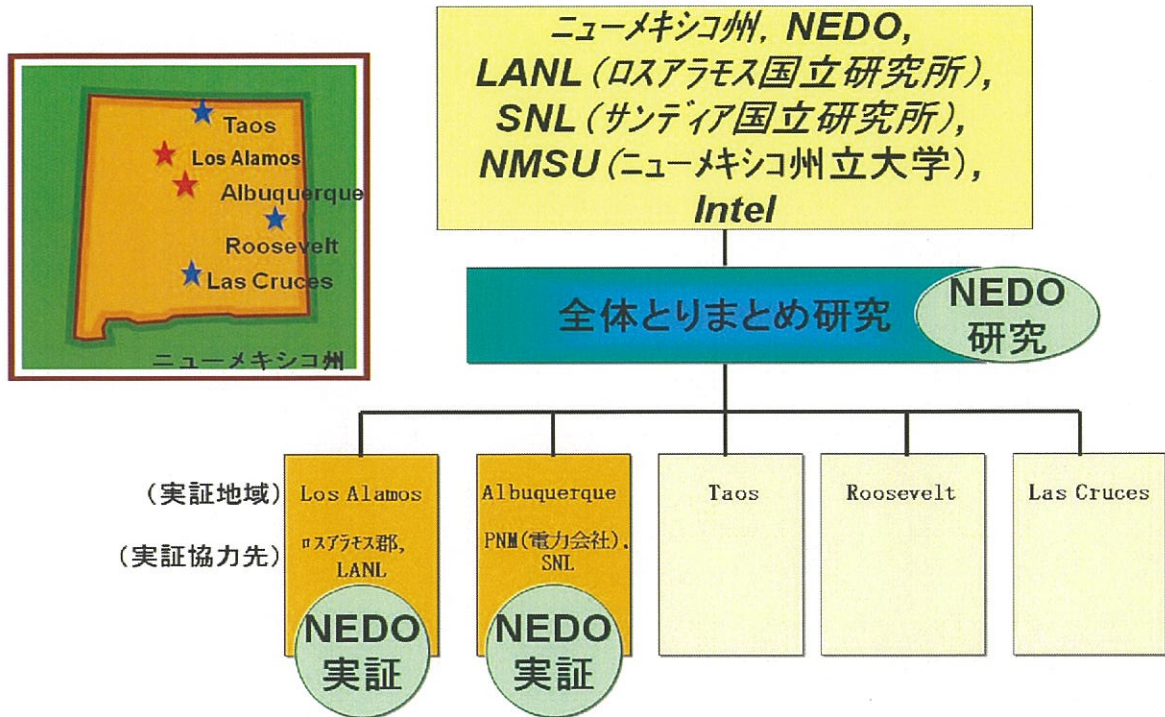 Taos
Los Alamos
Albuquerque
Roosevelt
Las Cruces
ニューメキシコ州
ニューメキシコ州, NEDO,
LANL(ロスアラモス国立研究所),
SNL(サンディア国立研究所),
NMSU(ニューメキシコ州立大学),
Intel
全体とりまとめ研究
NEDO
研究
(実証地域)
Los Alamos
Albuquerque
Taos
Roosevelt
Las Cruces
(実証協力先)
ロスアラモス郡,
LANL
PNM(電力会社),
SNL
NEDO
実証
NEDO
実証